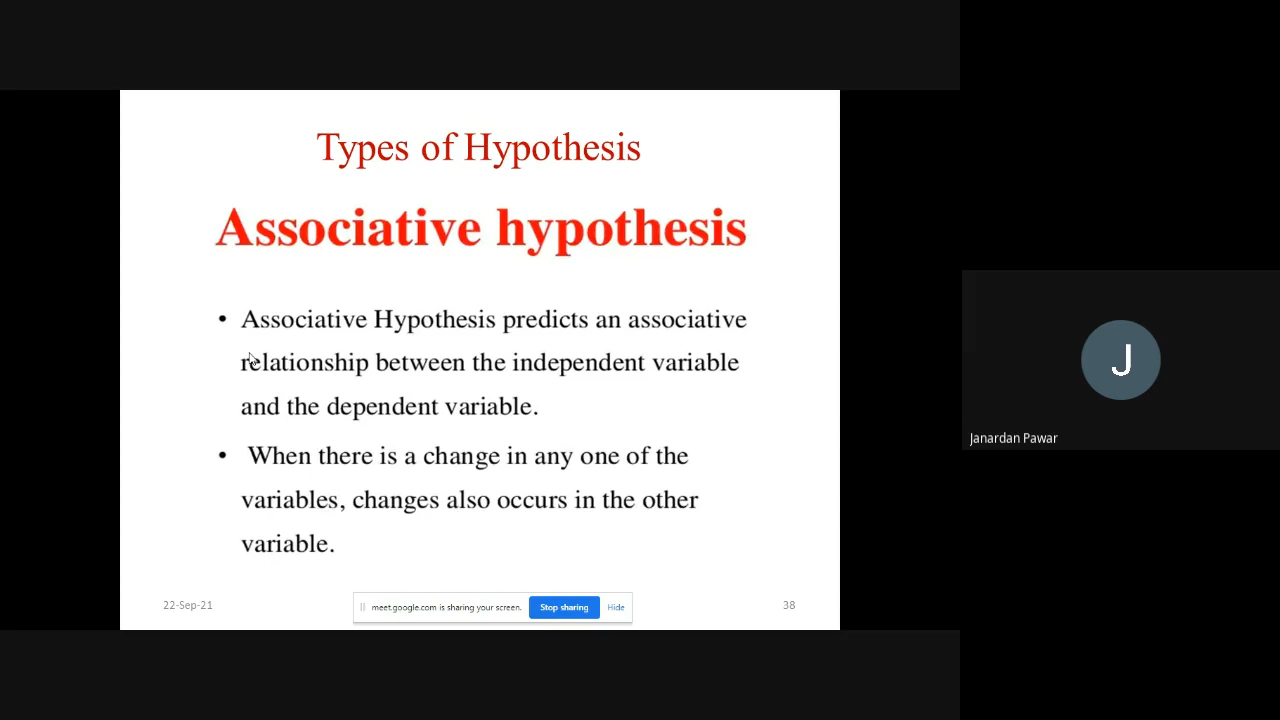 Types of Hypothesis
Associative hypothesis
• Associative Hypothesis predicts an associative
relationship between the independent variable
and the dependent variable.
• When there is a change in any one of the
variables, changes also occurs in the other
variable.
22-Sep-21
meet.google.com is sharing your screen.
Stop sharing
Hide
38
J
Janardan Pawar